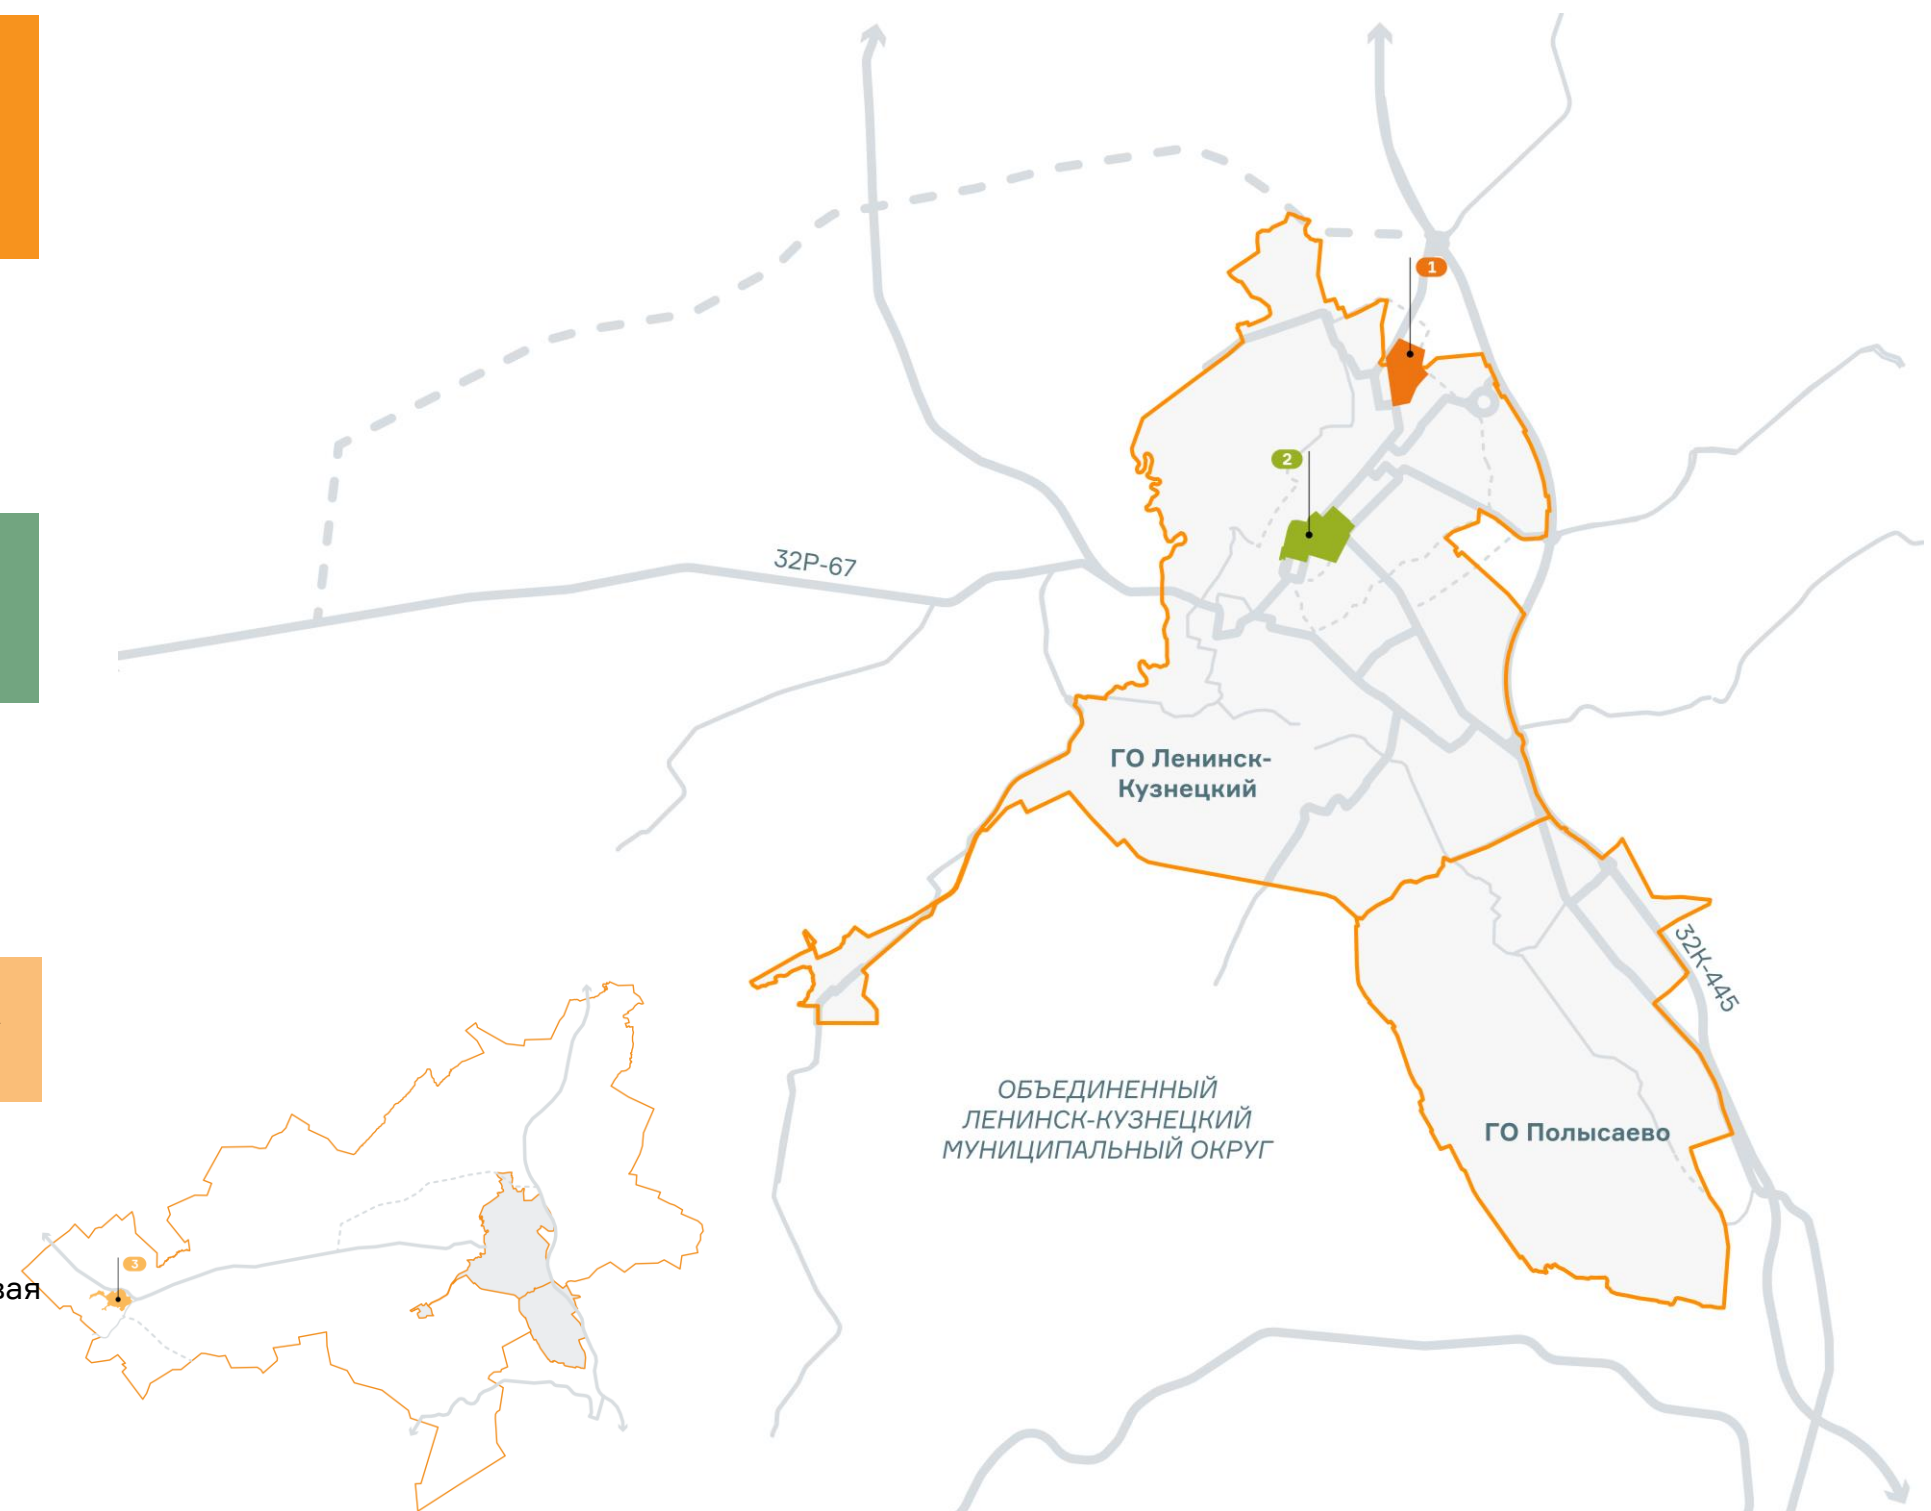 1
2
32Р-67
ГО Ленинск-
Кузнецкий
32К-445
ОБЪЕДИНЕННЫЙ
ЛЕНИНСК-КУЗНЕЦКИЙ
МУНИЦИПАЛЬНЫЙ ОКРУГ
ГО Полысаево
3
вая